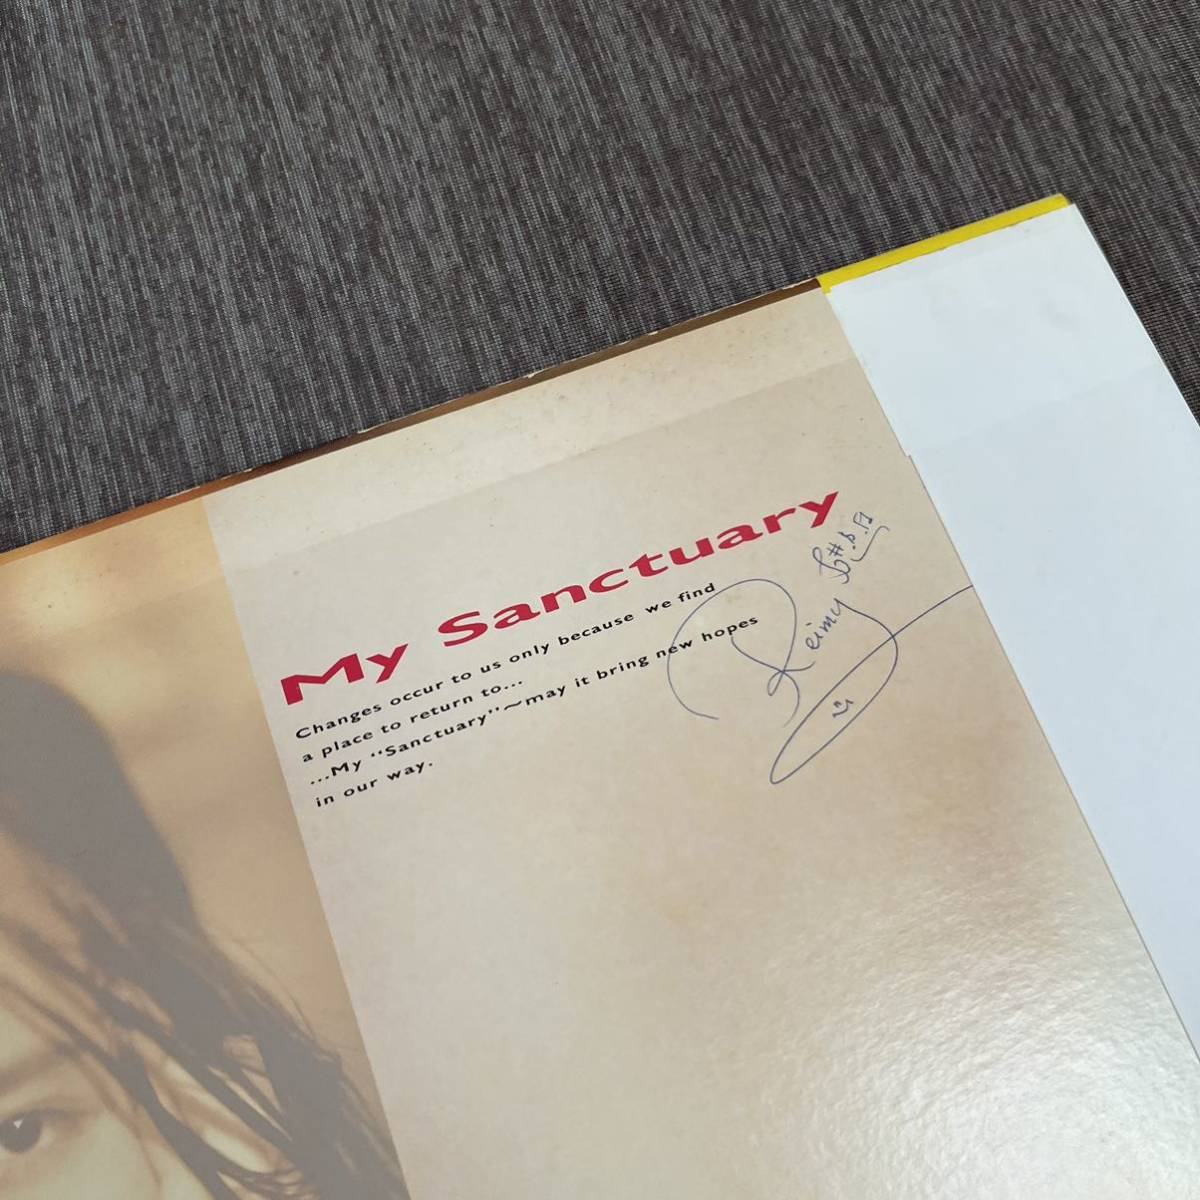 My Sanctuary
Changes occur to us only because we find
a place to return to...
...My "Sanctuary"~may it bring new hopes
in our way.
Reimy